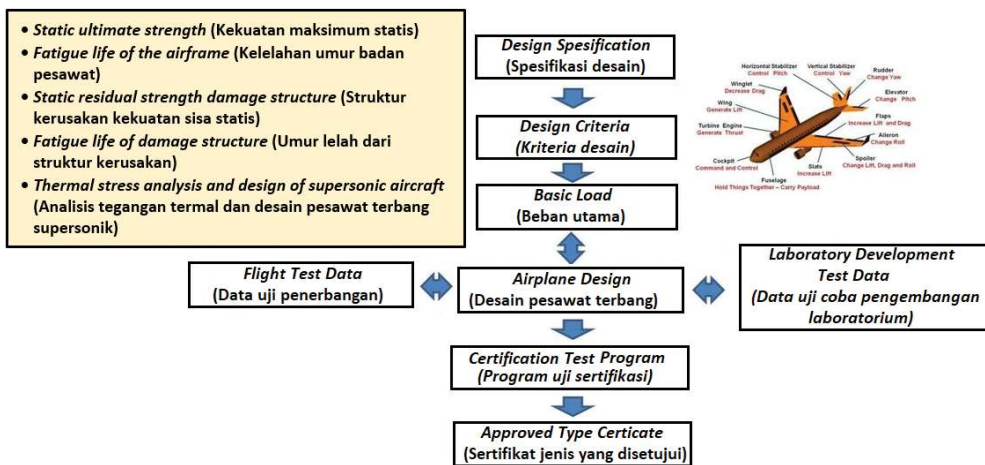 • Static ultimate strength (Kekuatan maksimum statis)
• Fatigue life of the airframe (Kelelahan umur badan
pesawat)
• Static residual strength damage structure (Struktur
kerusakan kekuatan sisa statis)
• Fatigue life of damage structure (Umur lelah dari
struktur kerusakan)
• Thermal stress analysis and design of supersonic aircraft
(Analisis tegangan termal dan desain pesawat terbang
supersonik)
Design Spesification
(Spesifikasi desain)
Design Criteria
(Kriteria desain)
Basic Load
(Beban utama)
Flight Test Data
(Data uji penerbangan)
Airplane Design
(Desain pesawat terbang)
Laboratory Development
Test Data
(Data uji coba pengembangan
laboratorium)
Certification Test Program
(Program uji sertifikasi)
Approved Type Certicate
(Sertifikat jenis yang disetujui)
Horizontal Stabilizer
Control Pitch
Vertical Stabilizer
Control Yaw
Rudder
Change Yaw
Winglet
Decrease Drag
Elevator
Change Pitch
Wing
Generate Lift
Flaps
Increase Lift and Drag
Turbine Engine
Generate Thrust
Aileron
Change Roll
Cockpit
Command and Control
Spoiler
Change Lift, Drag and Roll
Slats
Increase Lift
Fuselage
Hold Things Together – Carry Payload